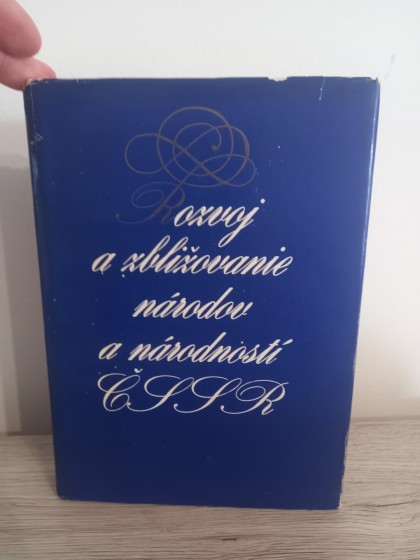 Rozvoj
a zbližovanie
národov
a národností
ČSSR